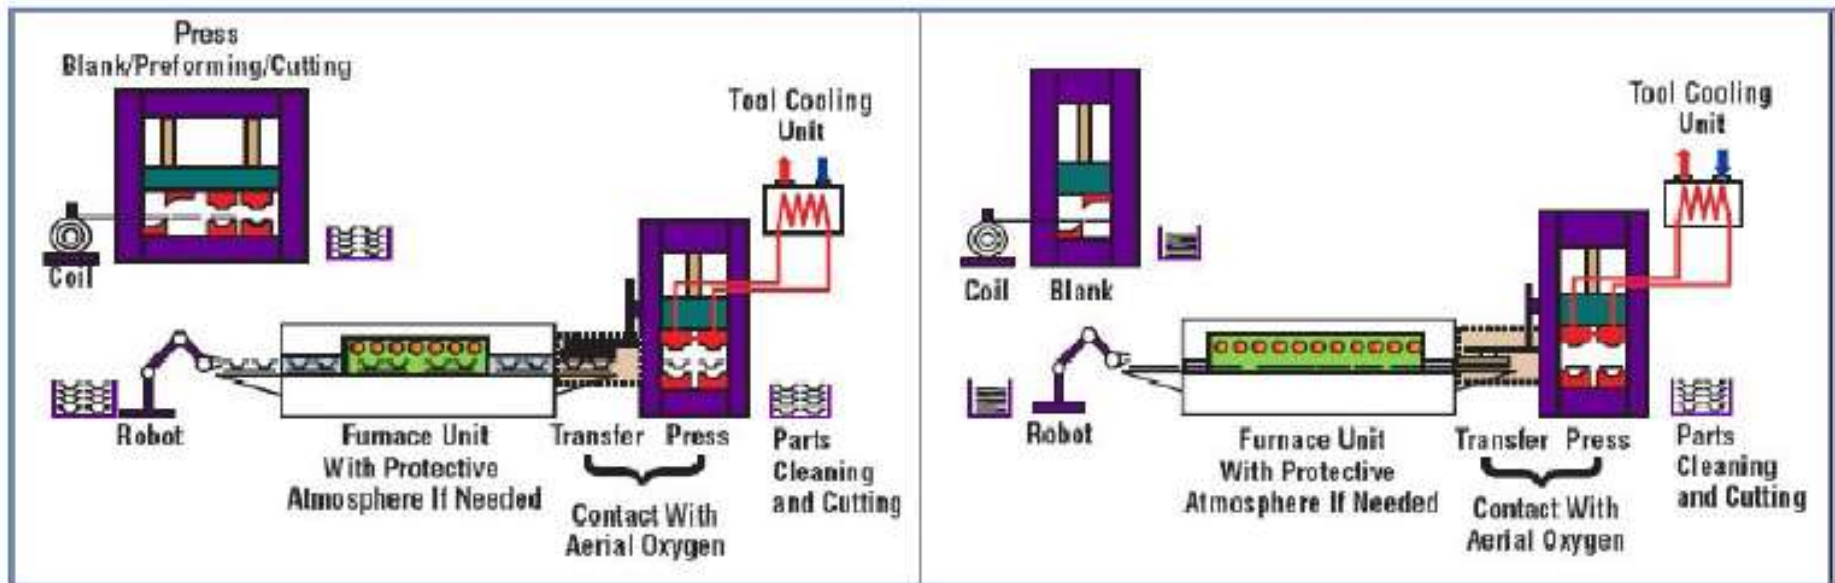 Press
Blank/Preforming/Cutting
Tool Cooling
Unit
Coil
Robot
Furnace Unit
With Protective
Atmosphere If Needed
Transfer
Press
Contact With
Aerial Oxygen
Parts
Cleaning
and Cutting
Tool Cooling
Unit
Coil
Blank
Robot
Furnace Unit
With Protective
Atmosphere If Needed
Transfer
Press
Contact With
Aerial Oxygen
Parts
Cleaning
and Cutting